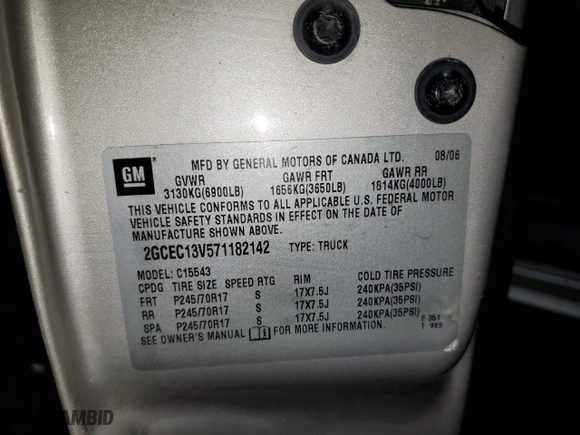 GM
MFD BY GENERAL MOTORS OF CANADA LTD. 08/06
GVWR GAWR FRT GAWR RR
3130KG(6900LB) 1656KG(3650LB) 1814KG(4000LB)
THIS VEHICLE CONFORMS TO ALL APPLICABLE U.S. FEDERAL MOTOR
VEHICLE SAFETY STANDARDS IN EFFECT ON THE DATE OF
MANUFACTURE SHOWN ABOVE.
2GCEC13V571182142 TYPE: TRUCK
MODEL: C15543
CPDG TIRE SIZE SPEED RTG RIM COLD TIRE PRESSURE
FRT P245/70R17 S 17X7.5J 240KPA(35PSI)
RR P245/70R17 S 17X7.5J 240KPA(35PSI)
SPA P245/70R17 S 17X7.5J 240KPA(35PSI)
SEE OWNER'S MANUAL FOR MORE INFORMATION.
F 351
T 989